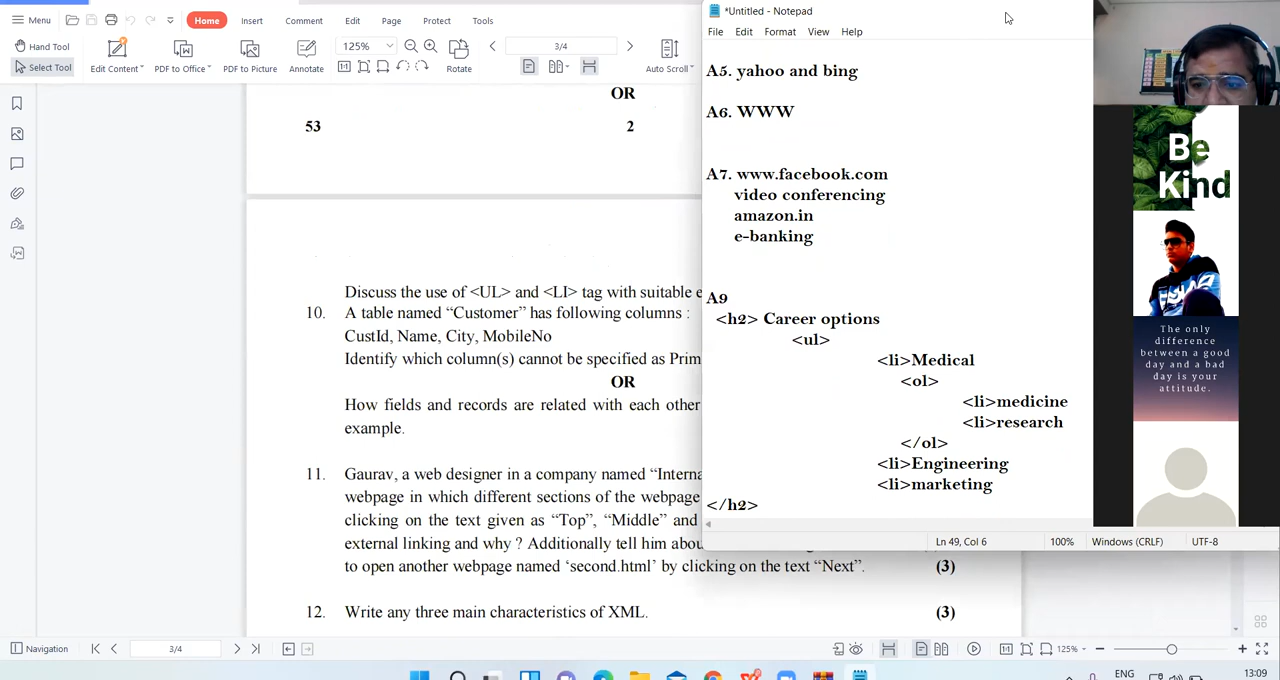 Menu
Home
Insert
Comment
Edit
Page
Protect
Tools
Hand Tool
Select Tool
Edit Content
PDF to Office
PDF to Picture
Annotate
125%
Rotate
3/4
Auto Scroll
OR
53
2
Discuss the use of <UL> and <LI> tag with suitable e
10. A table named “Customer” has following columns :
CustId, Name, City, MobileNo
Identify which column(s) cannot be specified as Prim
OR
How fields and records are related with each other
example.
11. Gaurav, a web designer in a company named “Interna
webpage in which different sections of the webpage
clicking on the text given as “Top”, “Middle” and
external linking and why ? Additionally tell him abou
to open another webpage named ‘second.html’ by clicking on the text “Next”. (3)
12. Write any three main characteristics of XML. (3)
*Untitled - Notepad
File Edit Format View Help
A5. yahoo and bing
A6. WWW
A7. www.facebook.com
video conferencing
amazon.in
e-banking
A9
<h2> Career options
<ul>
<li>Medical
<ol>
<li>medicine
<li>research
</ol>
<li>Engineering
<li>marketing
</h2>
Ln 49, Col 6
100%
Windows (CRLF)
UTF-8
Be
Kind
The only
difference
between a good
day and a bad
day is your
attitude.
Navigation
3/4
125%
ENG
13:09